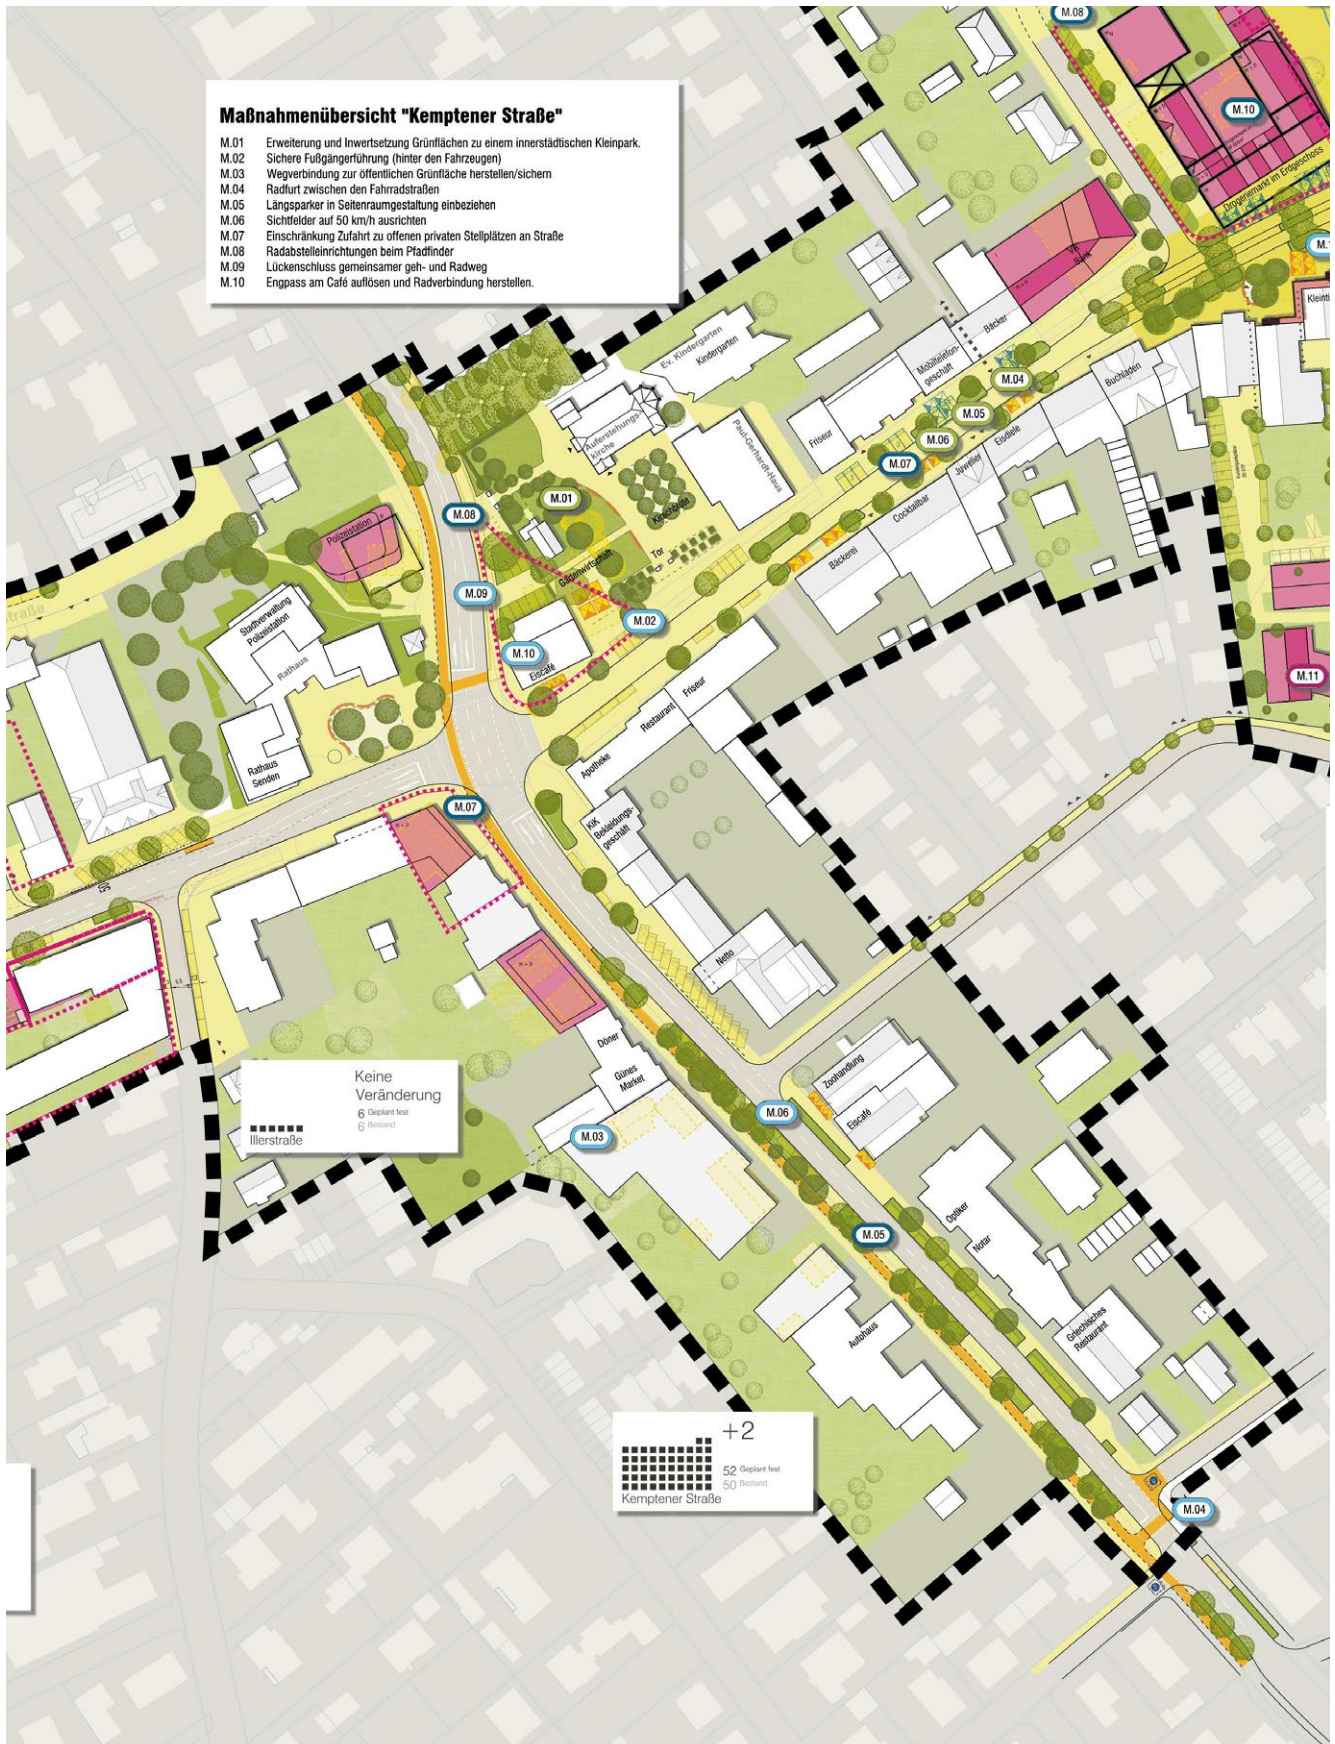 Maßnahmenübersicht "Kemptener Straße"
M.01 Erweiterung und Inwertsetzung Grünflächen zu einem innerstädtischen Kleinpark.
M.02 Sichere Fußgängerführung (hinter den Fahrzeugen)
M.03 Wegverbindung zur öffentlichen Grünfläche herstellen/sichern
M.04 Radfurt zwischen den Fahrradstraßen
M.05 Längsparker in Seitenraumgestaltung einbeziehen
M.06 Sichtfelder auf 50 km/h ausrichten
M.07 Einschränkung Zufahrt zu offenen privaten Stellplätzen an Straße
M.08 Radabstelleinrichtungen beim Pfadfinder
M.09 Lückenschluss gemeinsamer geh- und Radweg
M.10 Engpass am Café auflösen und Radverbindung herstellen.
M.08
M.10
Drogeriemarkt im Erdgeschoss
VR
Bank
Bäcker
Mobiltelefon-
geschäft
Ev. Kindergarten
Kindergarten
Auferstehungs-
kirche
Paul-Gerhardt-Haus
Friseur
M.04
M.05
M.06
M.07
Buchladen
Eisdiele
Juwelier
Cocktailbar
Bäckerei
M.01
Kirschblüte
Tor
M.08
Polizeistation
M.09
M.02
M.10
Eiscafé
Stadtverwaltung
Polizeistation
Rathaus
Rathaus
Senden
straße
Friseur
Restaurant
Apotheke
M.11
M.07
N + D
KiK
Bekleidungs-
geschäft
50
Netto
N + D
Döner
Günes
Market
M.03
Zoohandlung
Eiscafé
M.06
Keine
Veränderung
6 Geplant fest
6 Bestand
Illerstraße
M.05
Optiker
Notar
Griechisches
Restaurant
Autohaus
+2
52 Geplant fest
50 Bestand
Kemptener Straße
M.04